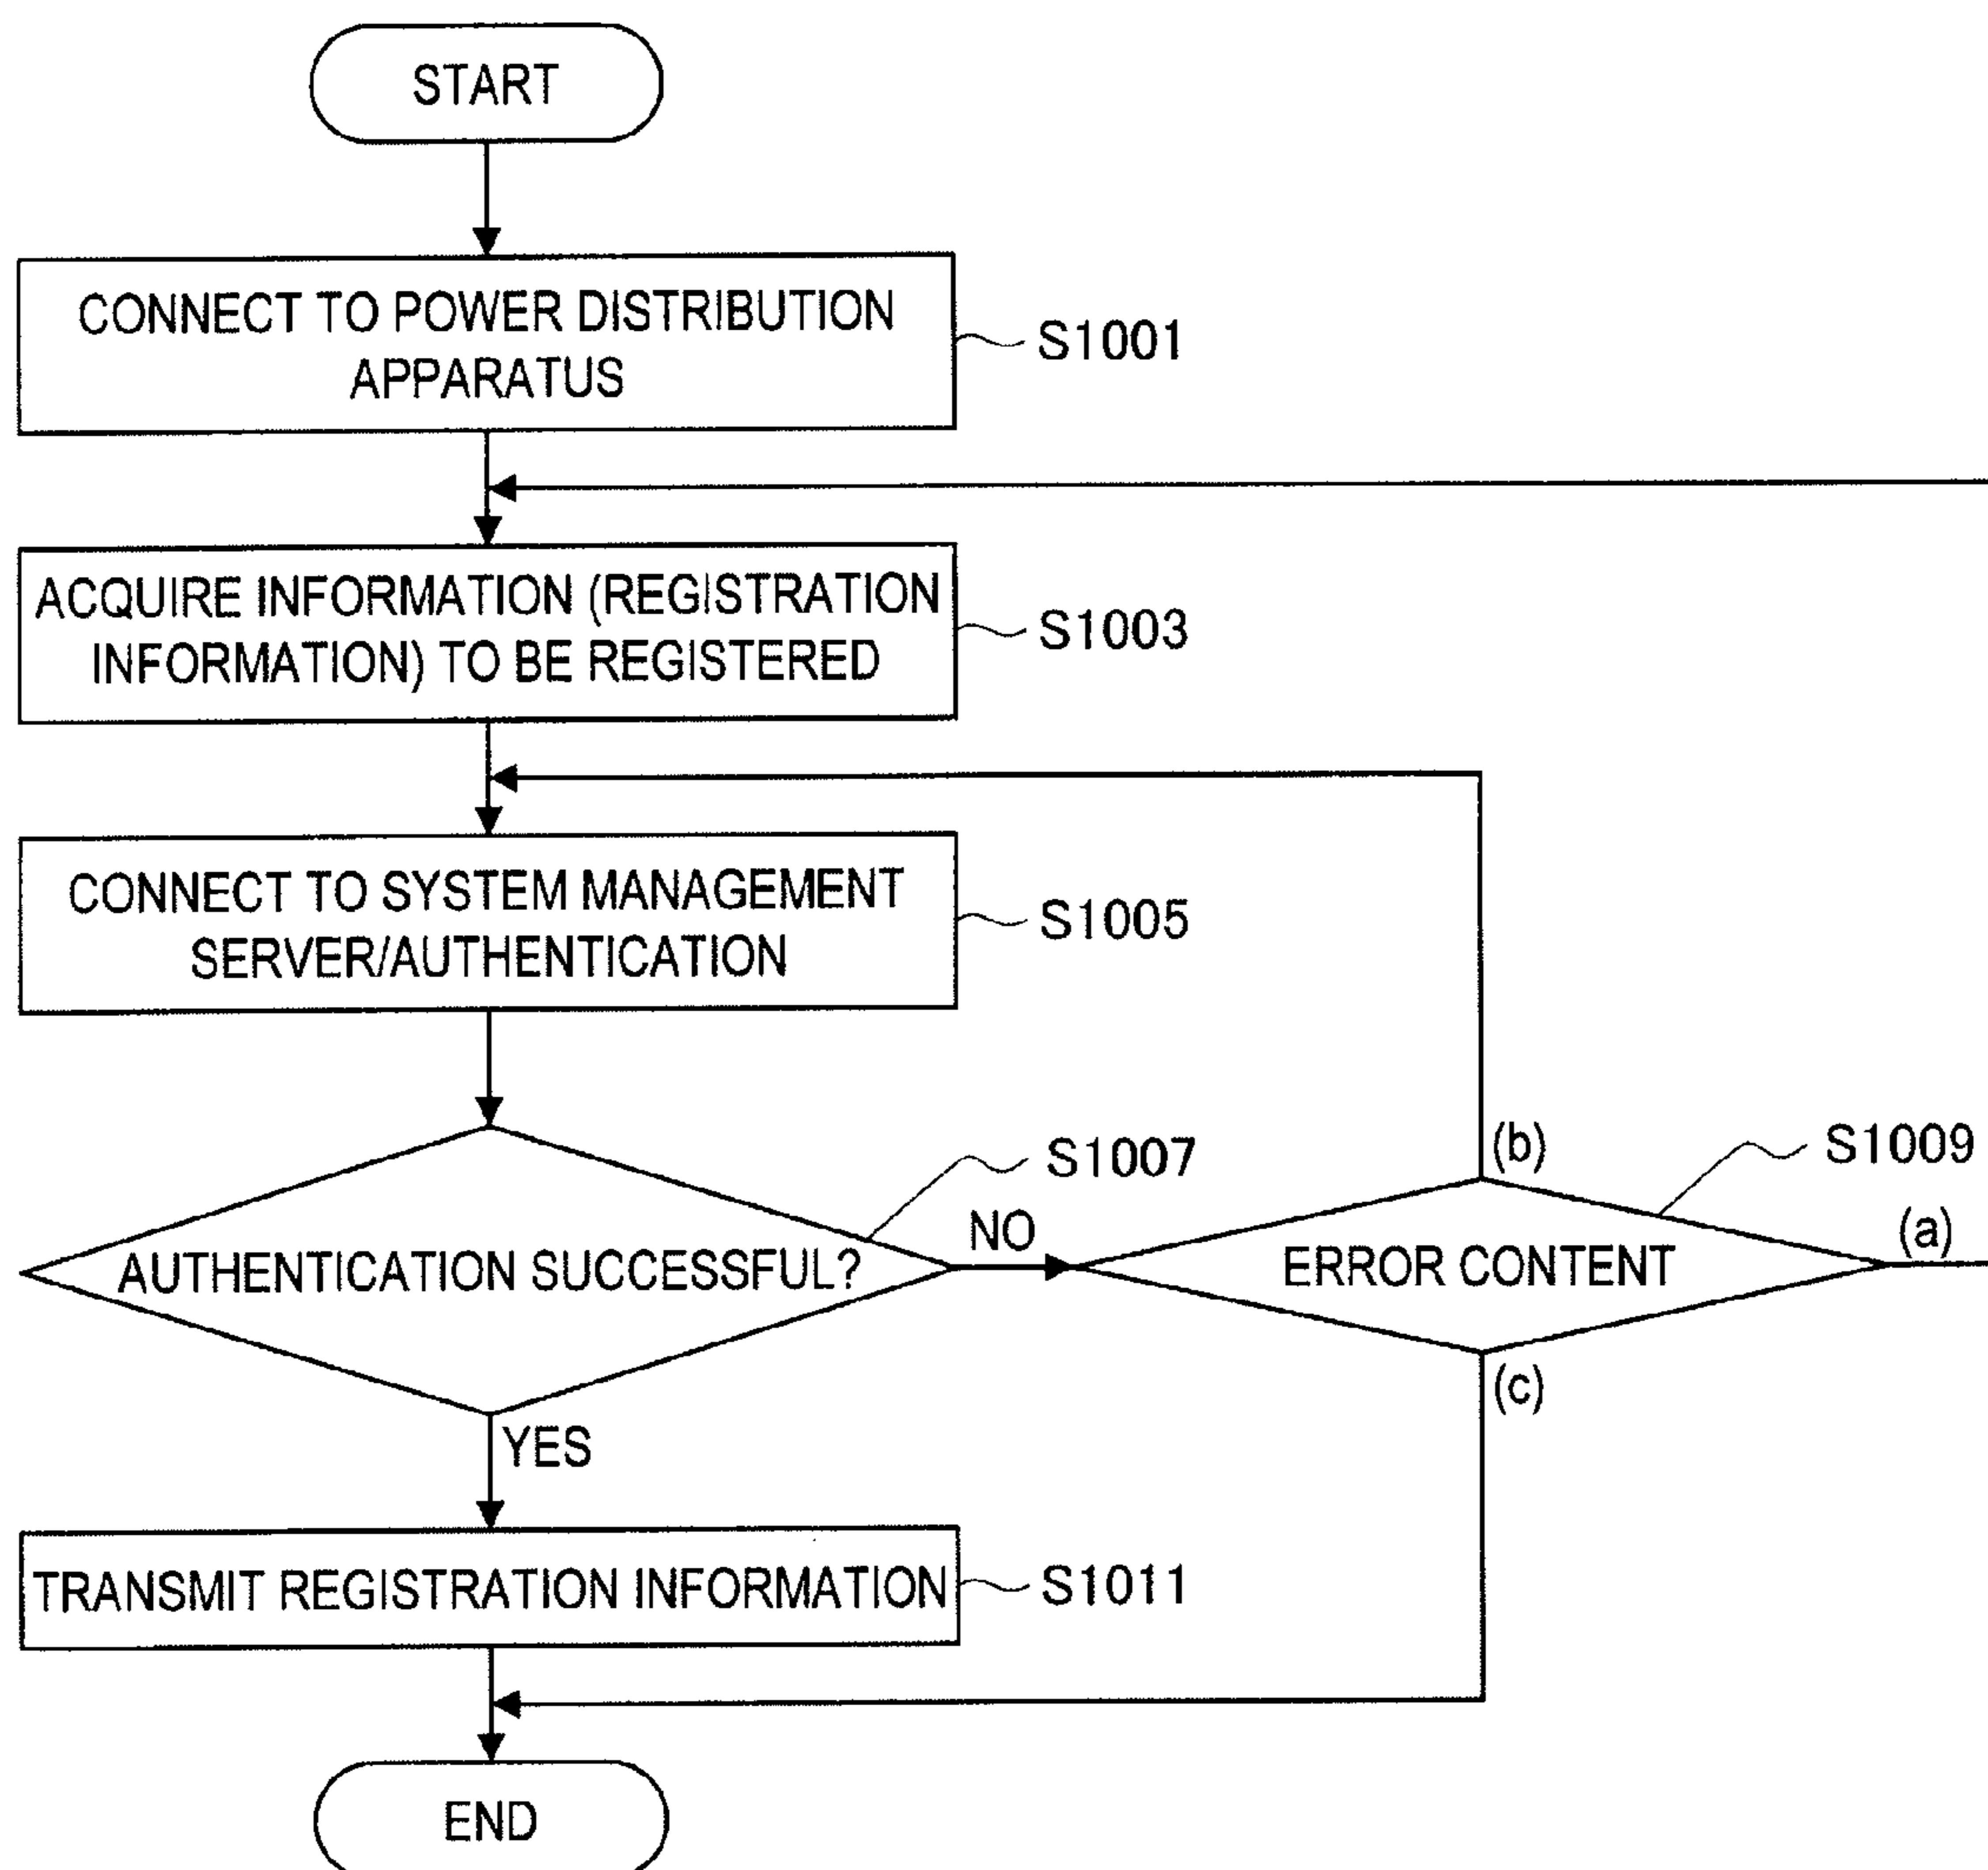 START
CONNECT TO POWER DISTRIBUTION
APPARATUS
S1001
ACQUIRE INFORMATION (REGISTRATION
INFORMATION) TO BE REGISTERED
S1003
CONNECT TO SYSTEM MANAGEMENT
SERVER/AUTHENTICATION
S1005
AUTHENTICATION SUCCESSFUL?
S1007
NO
ERROR CONTENT
S1009
(b)
(a)
(c)
YES
TRANSMIT REGISTRATION INFORMATION
S1011
END